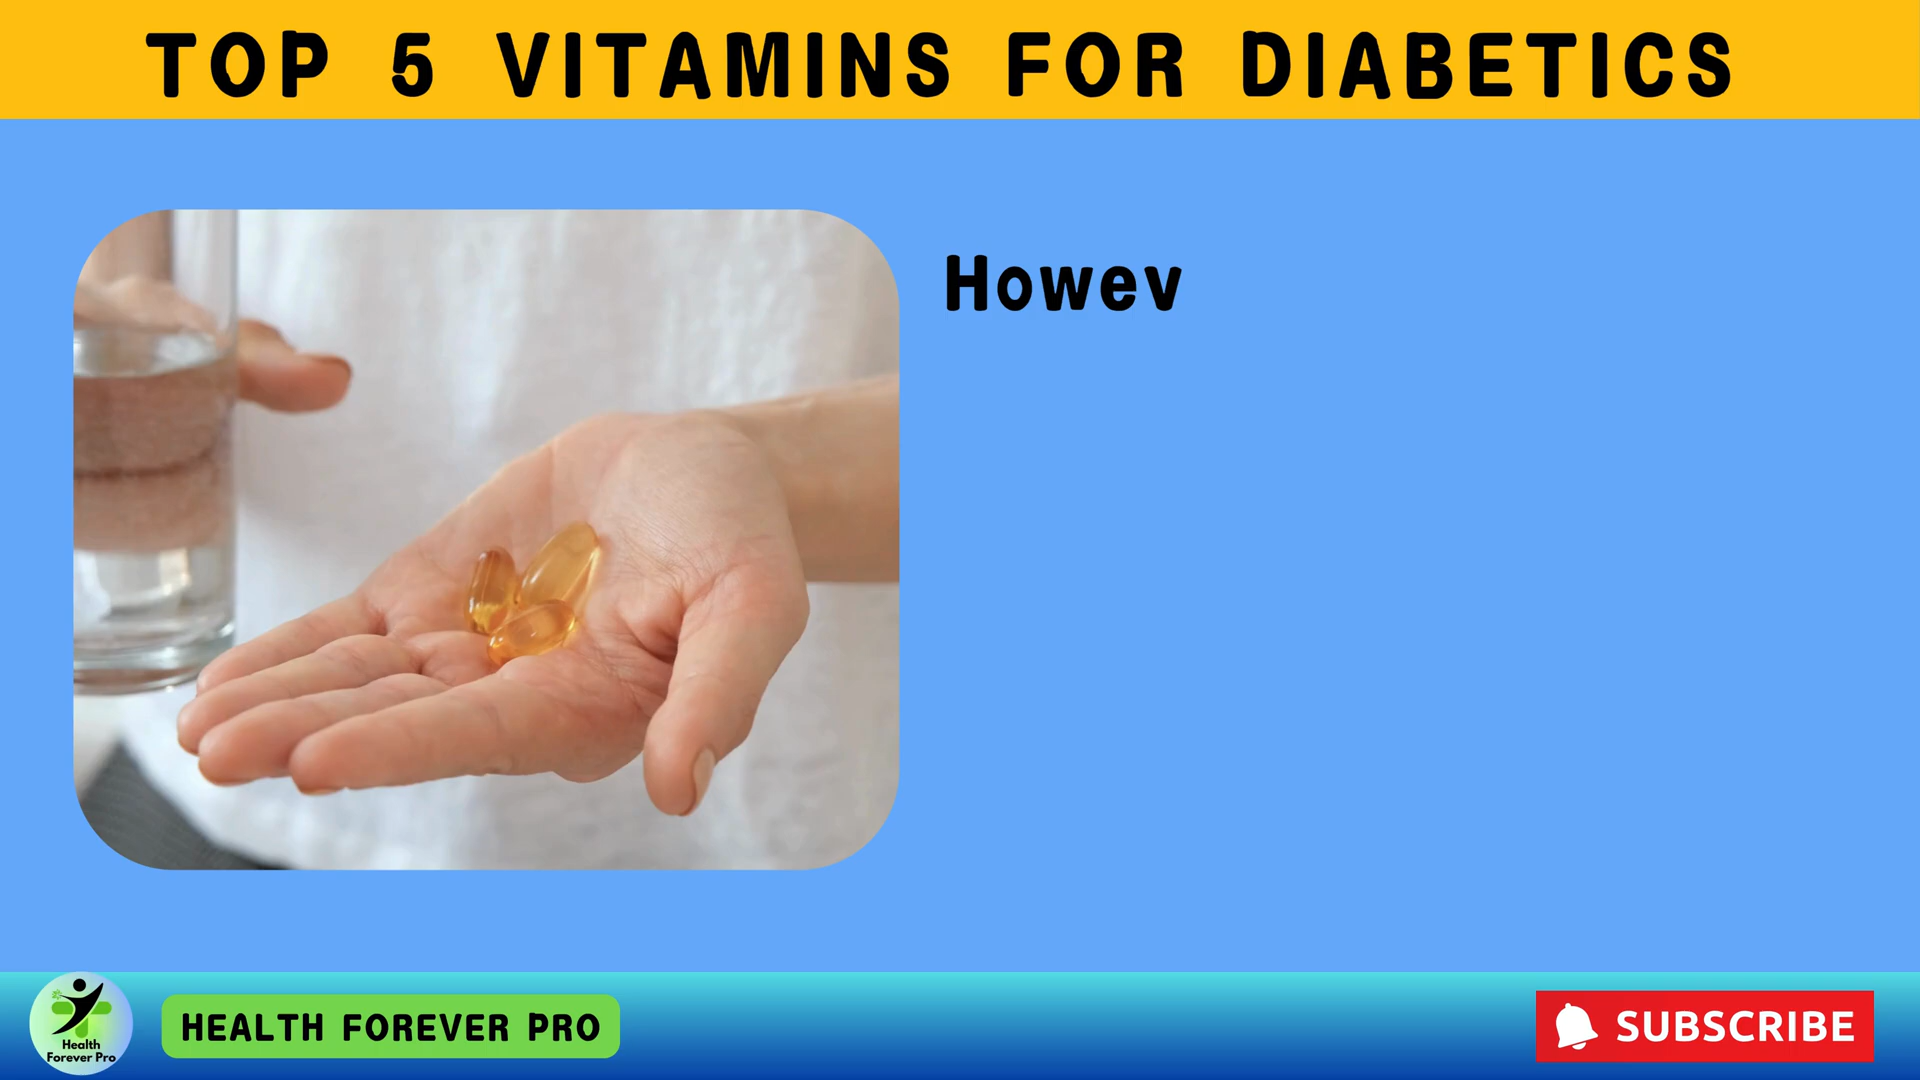 TOP 5 VITAMINS FOR DIABETICS
Howev
Health
Forever Pro
HEALTH FOREVER PRO
SUBSCRIBE